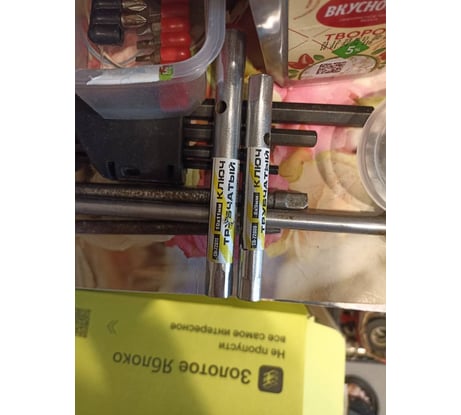 ВКУСНО
ТВОРО
5%
КЛЮЧ
ТРУБЧАТЫЙ
КЛЮЧ
ТРУБЧАТЫЙ
Золотое Яблоко
Не пропусти
все самое интересное